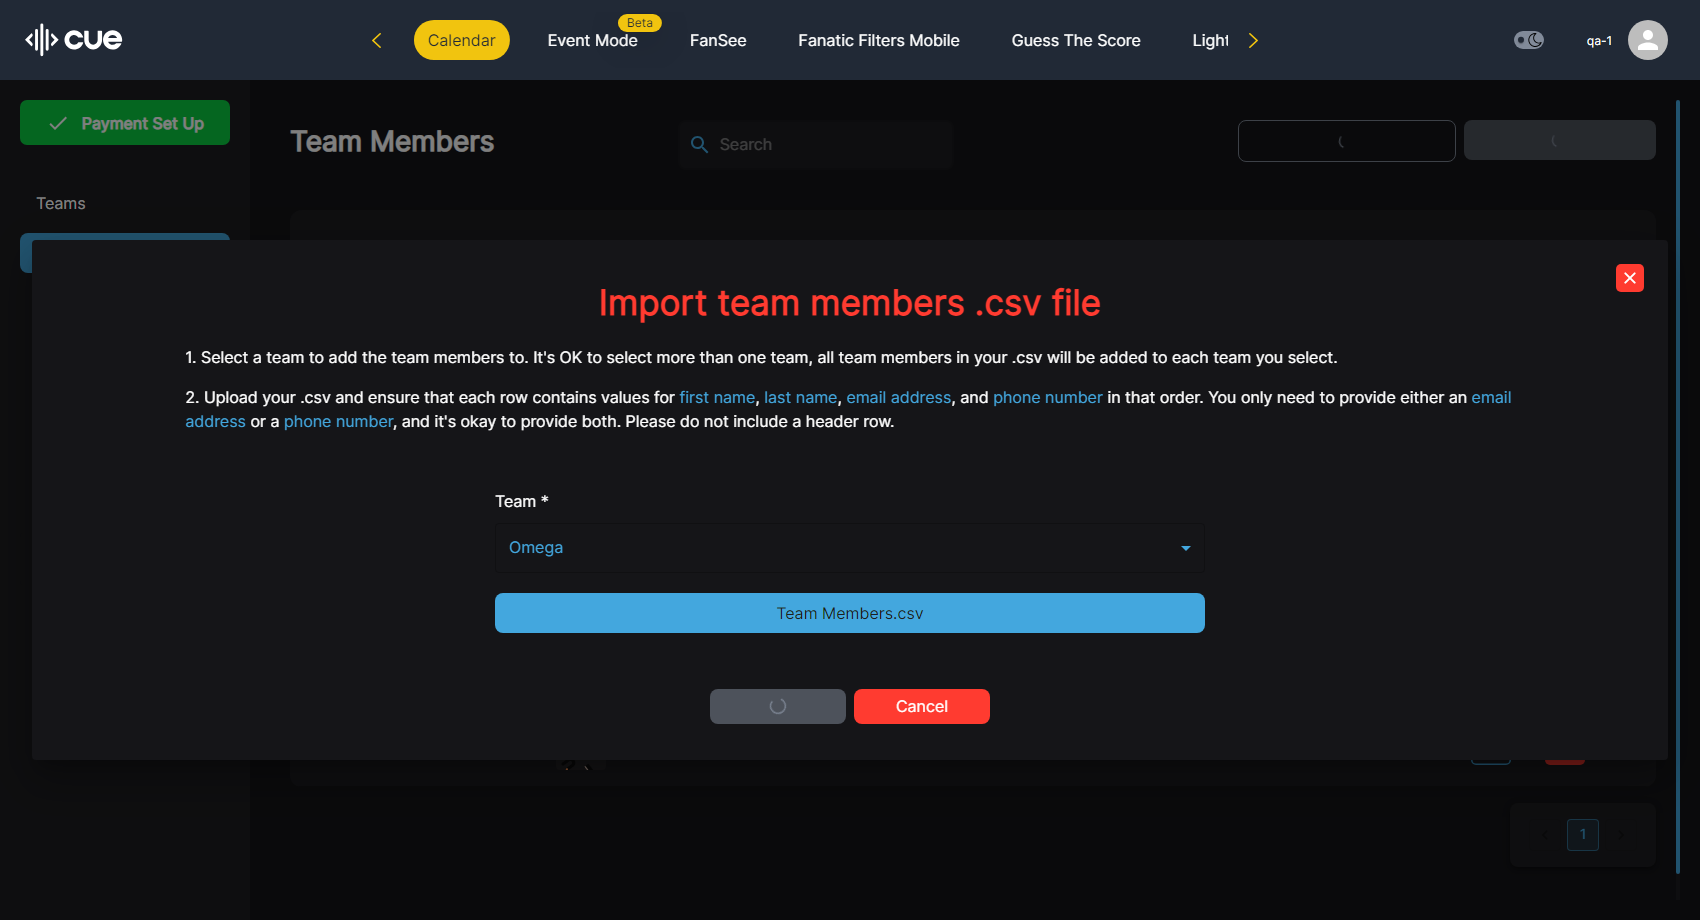 cue
Calendar
Event Mode
Beta
FanSee
Fanatic Filters Mobile
Guess The Score
Light
qa-1
Payment Set Up
Team Members
Search
Teams
Import team members .csv file
1. Select a team to add the team members to. It's OK to select more than one team, all team members in your .csv will be added to each team you select.
2. Upload your .csv and ensure that each row contains values for first name, last name, email address, and phone number in that order. You only need to provide either an email
address or a phone number, and it's okay to provide both. Please do not include a header row.
Team *
Omega
Team Members.csv
Cancel
1